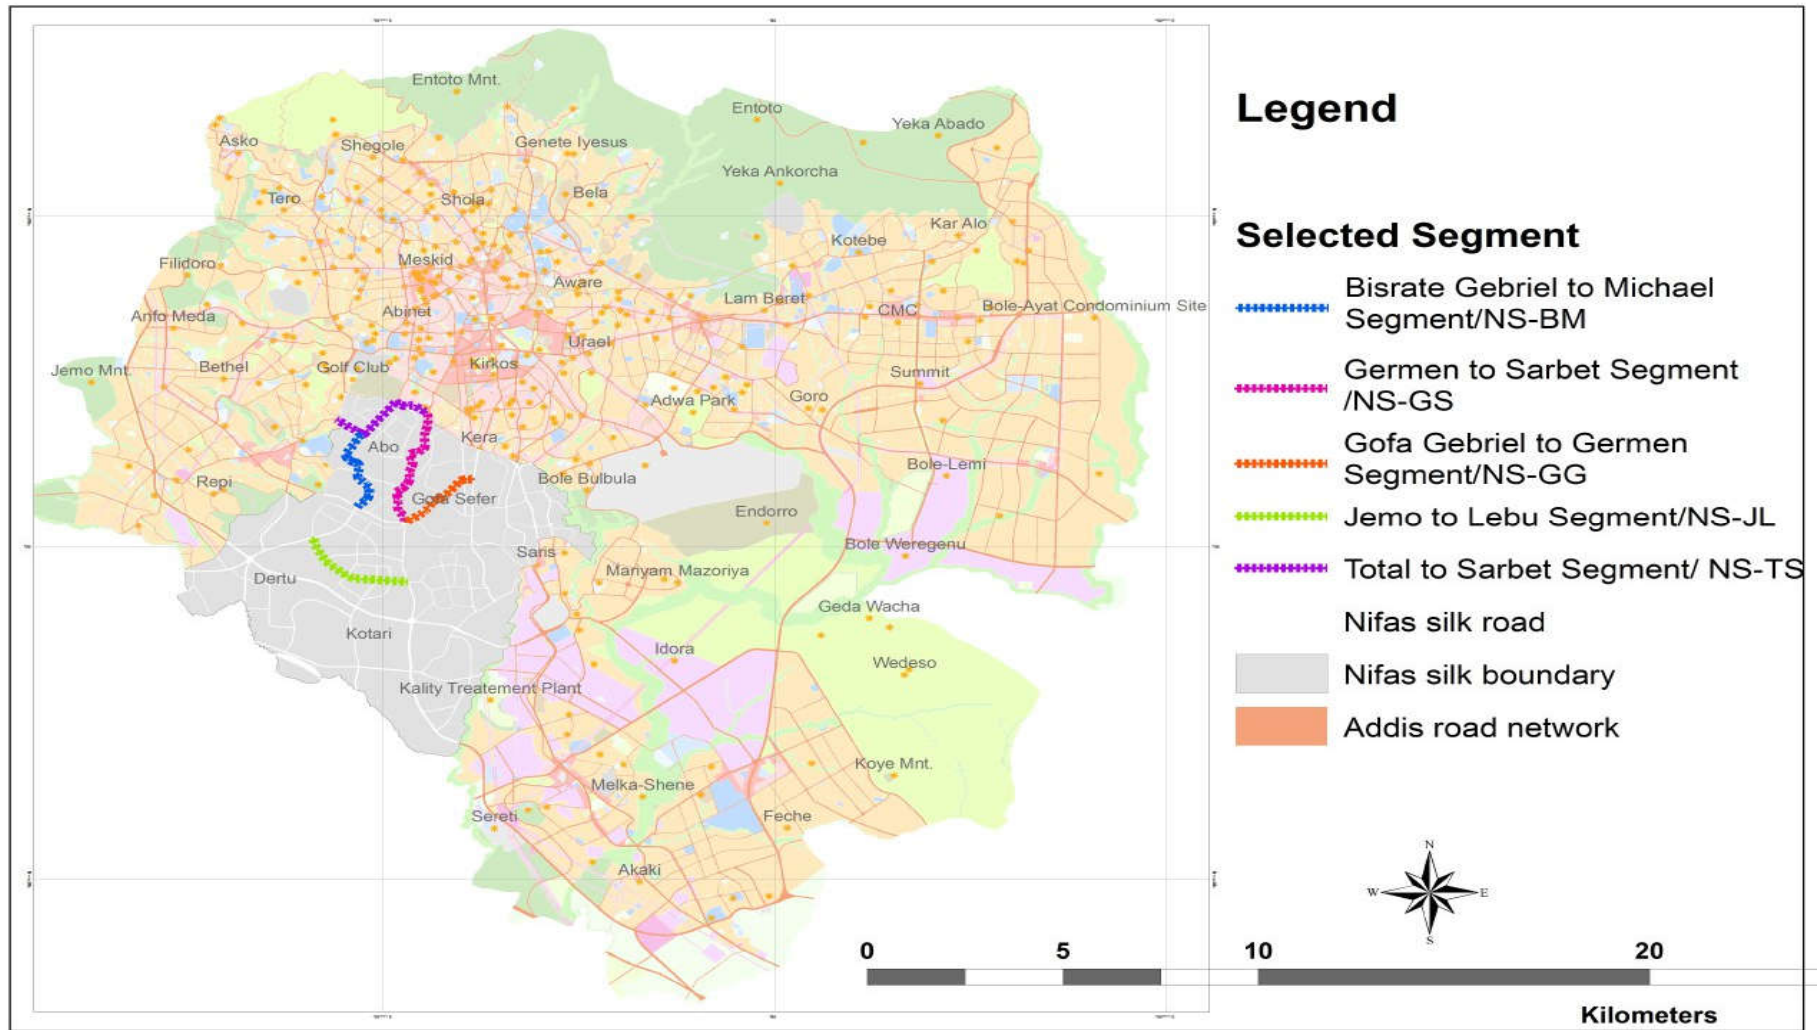 Entoto Mnt.
Entoto
Yeka Abado
Asko
Shegole
Genete Iyesus
Yeka Ankorcha
Tero
Shola
Bela
Kar Alo
Kotebe
Filidoro
Meskid
Aware
Lam Beret
CMC
Bole-Ayat Condominium Site
Anfo Meda
Abinet
Urael
Jemo Mnt.
Bethel
Golf Club
Kirkos
Summit
Adwa Park
Goro
Abo
Kera
Repi
Gofa Sefer
Bole Bulbula
Bole-Lemi
Endorro
Saris
Bole Weregenu
Dertu
Mariyam Mazoriya
Geda Wacha
Kotari
Idora
Wedeso
Kality Treatement Plant
Koye Mnt.
Melka-Shene
Sereti
Feche
Akaki
Legend
Selected Segment
Bisrate Gebriel to Michael
Segment/NS-BM
Germen to Sarbet Segment
/NS-GS
Gofa Gebriel to Germen
Segment/NS-GG
Jemo to Lebu Segment/NS-JL
Total to Sarbet Segment/ NS-TS
Nifas silk road
Nifas silk boundary
Addis road network
N
W E
S
0 5 10 20
Kilometers